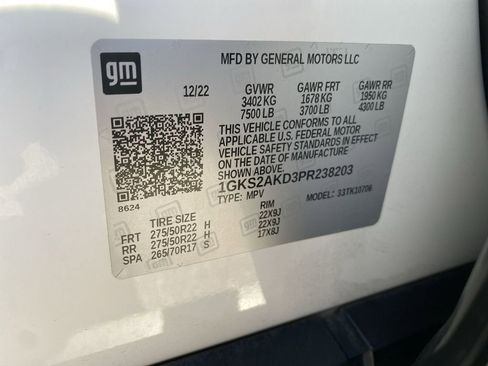 gm
MFD BY GENERAL MOTORS LLC
12/22 GVWR GAWR FRT GAWR RR
3402 KG 1678 KG 1950 KG
7500 LB 3700 LB 4300 LB
THIS VEHICLE CONFORMS TO ALL
APPLICABLE U.S. FEDERAL MOTOR
VEHICLE SAFETY STANDARDS IN EFFECT
ON THE DATE OF MANUFACTURE
SHOWN ABOVE.
1GKS2AKD3PR238203
8624
TYPE: MPV MODEL: 33TK10706
TIRE SIZE RIM
FRT 275/50R22 H 22X9J
RR 275/50R22 H 22X9J
SPA 265/70R17 S 17X8J